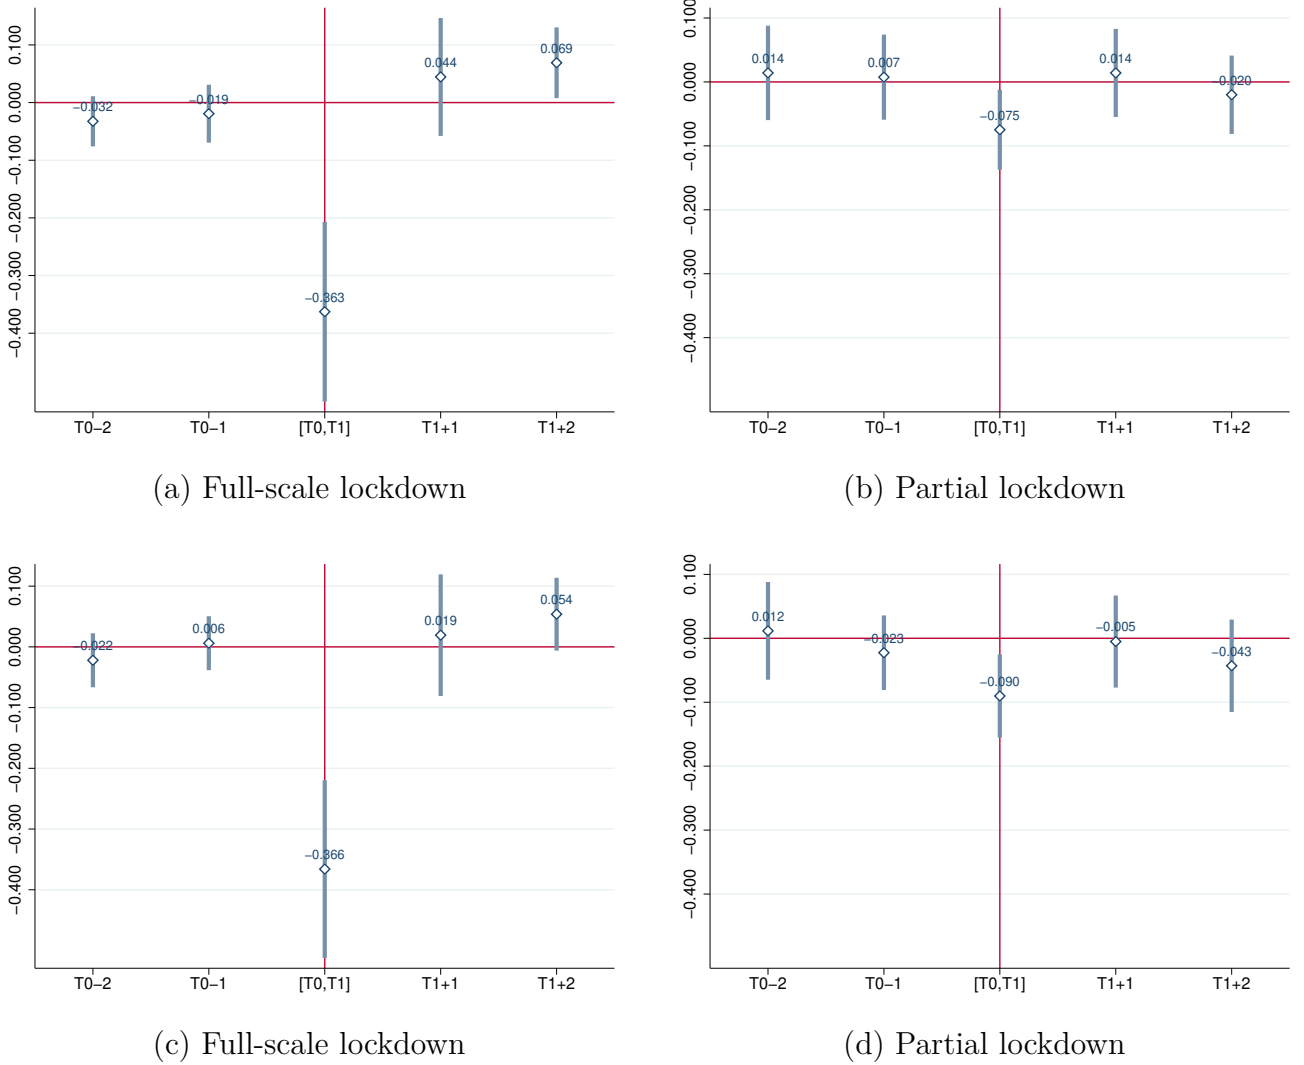 0.100
0.000
−0.100
−0.200
−0.300
−0.400
−0.032
−0.019
−0.363
0.044
0.069
T0−2
T0−1
[T0,T1]
T1+1
T1+2
(a) Full-scale lockdown
0.100
0.000
−0.100
−0.200
−0.300
−0.400
0.014
0.007
−0.075
0.014
−0.020
T0−2
T0−1
[T0,T1]
T1+1
T1+2
(b) Partial lockdown
0.100
0.000
−0.100
−0.200
−0.300
−0.400
−0.022
0.006
−0.366
0.019
0.054
T0−2
T0−1
[T0,T1]
T1+1
T1+2
(c) Full-scale lockdown
0.100
0.000
−0.100
−0.200
−0.300
−0.400
0.012
−0.023
−0.090
−0.005
−0.043
T0−2
T0−1
[T0,T1]
T1+1
T1+2
(d) Partial lockdown